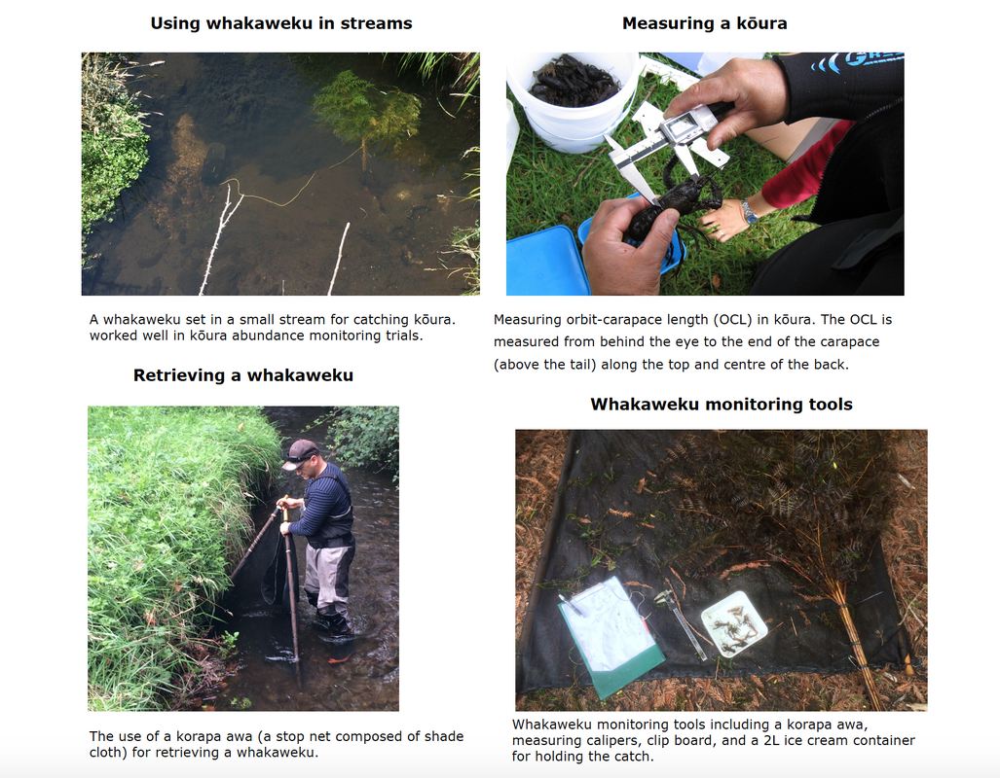 Using whakaweku in streams
A whakaweku set in a small stream for catching kōura.
worked well in kōura abundance monitoring trials.
Measuring a kōura
Measuring orbit-carapace length (OCL) in kōura. The OCL is
measured from behind the eye to the end of the carapace
(above the tail) along the top and centre of the back.
Retrieving a whakaweku
The use of a korapa awa (a stop net composed of shade
cloth) for retrieving a whakaweku.
Whakaweku monitoring tools
Whakaweku monitoring tools including a korapa awa,
measuring calipers, clip board, and a 2L ice cream container
for holding the catch.